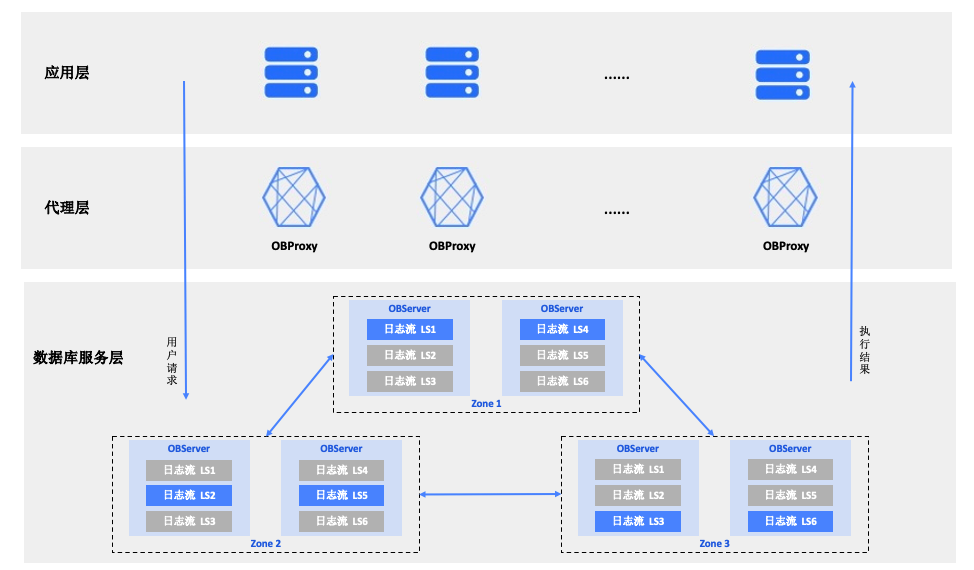 应用层
......
代理层
OBProxy
OBProxy
......
OBProxy
数据库服务层
用户请求
执行结果
OBServer
日志流 LS1
日志流 LS2
日志流 LS3
OBServer
日志流 LS4
日志流 LS5
日志流 LS6
Zone 1
OBServer
日志流 LS1
日志流 LS2
日志流 LS3
OBServer
日志流 LS4
日志流 LS5
日志流 LS6
Zone 2
OBServer
日志流 LS1
日志流 LS2
日志流 LS3
OBServer
日志流 LS4
日志流 LS5
日志流 LS6
Zone 3